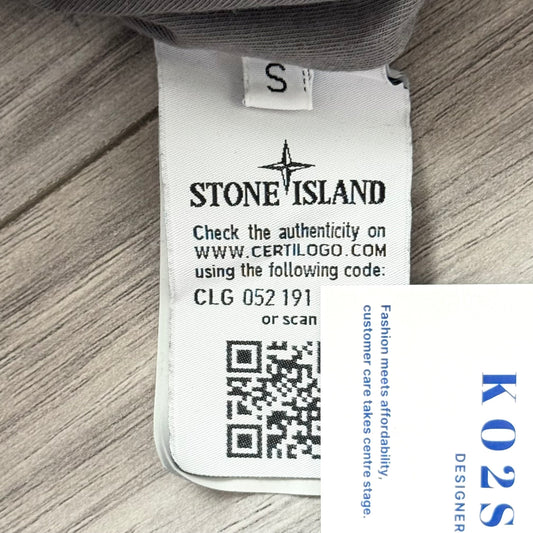 S
STONE ISLAND
Check the authenticity on
WWW.CERTILOGO.COM
using the following code:
CLG 052 191
or scan
Fashion meets affordability,
customer care takes centre stage.
KO2S
DESIGNER